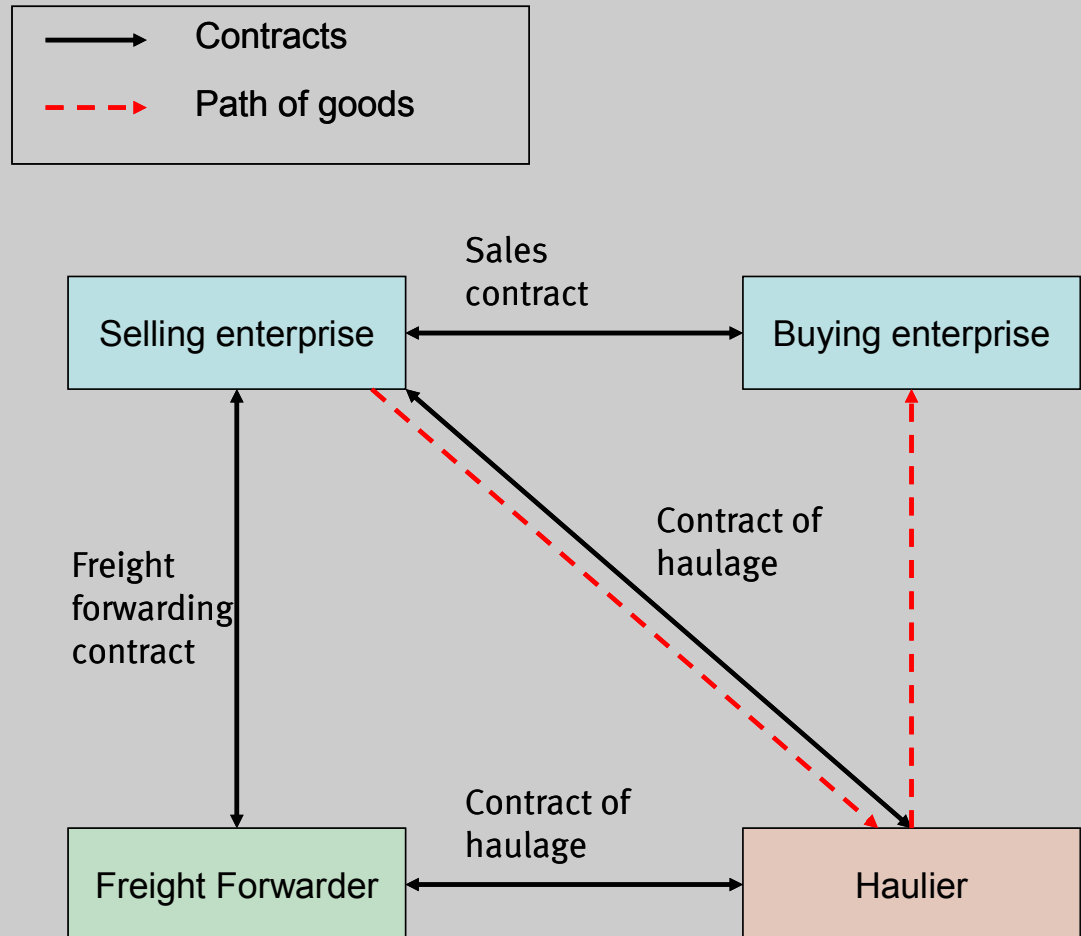 Contracts
Path of goods
Sales
contract
Selling enterprise
Buying enterprise
Contract of
haulage
Freight
forwarding
contract
Contract of
haulage
Freight Forwarder
Haulier